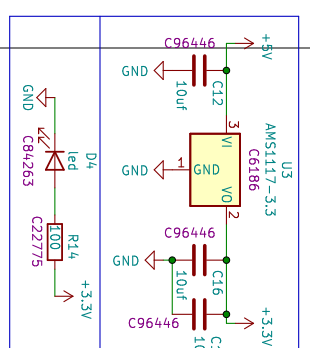 C96446
+5V
GND
10uf
C12
3
VI
AMS1117-3.3
C6186
U3
1
GND
GND
VO
2
C96446
GND
10uf
C16
C96446
+3.3V
GND
D4
led
C84263
R14
100
C22775
+3.3V